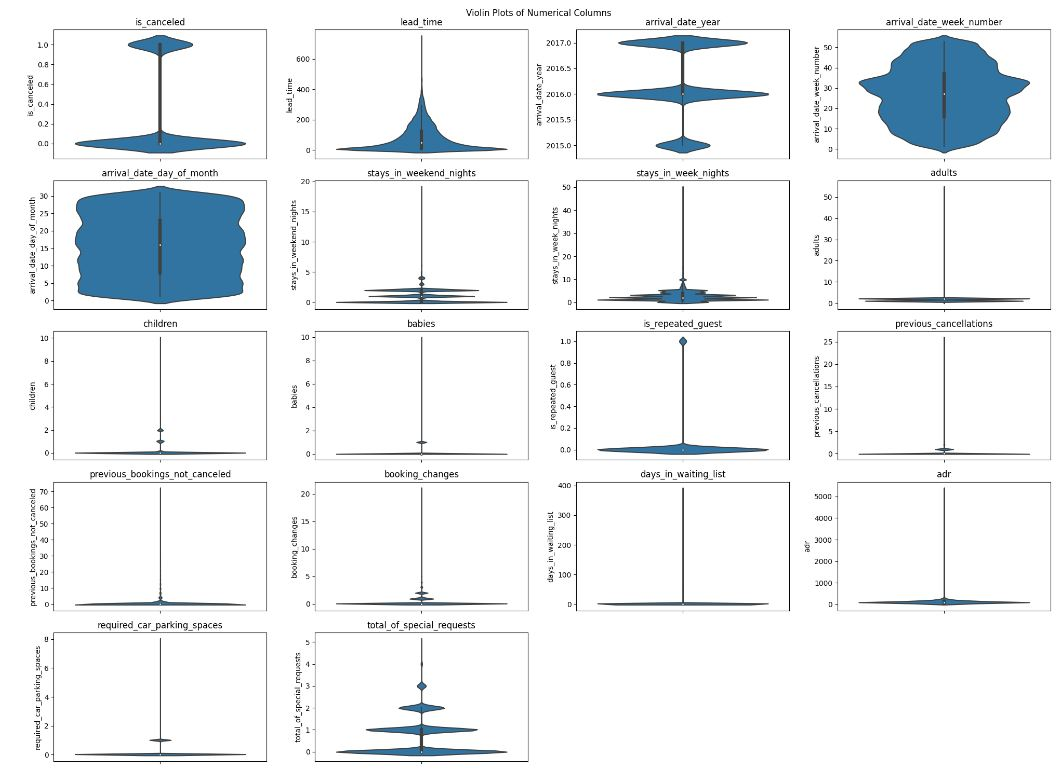 Violin Plots of Numerical Columns
is_canceled
1.0
0.8
0.6
0.4
0.2
0.0
is_canceled
lead_time
600
400
200
0
lead_time
arrival_date_year
2017.0
2016.5
2016.0
2015.5
2015.0
arrival_date_year
arrival_date_week_number
50
40
30
20
10
0
arrival_date_week_number
arrival_date_day_of_month
30
25
20
15
10
5
0
arrival_date_day_of_month
stays_in_weekend_nights
20
15
10
5
0
stays_in_weekend_nights
stays_in_week_nights
50
40
30
20
10
0
stays_in_week_nights
adults
50
40
30
20
10
0
adults
children
10
8
6
4
2
0
children
babies
10
8
6
4
2
0
babies
is_repeated_guest
1.0
0.8
0.6
0.4
0.2
0.0
is_repeated_guest
previous_cancellations
25
20
15
10
5
0
previous_cancellations
previous_bookings_not_canceled
70
60
50
40
30
20
10
0
previous_bookings_not_canceled
booking_changes
20
15
10
5
0
booking_changes
days_in_waiting_list
400
300
200
100
0
days_in_waiting_list
adr
5000
4000
3000
2000
1000
0
adr
required_car_parking_spaces
8
6
4
2
0
required_car_parking_spaces
total_of_special_requests
5
4
3
2
1
0
total_of_special_requests